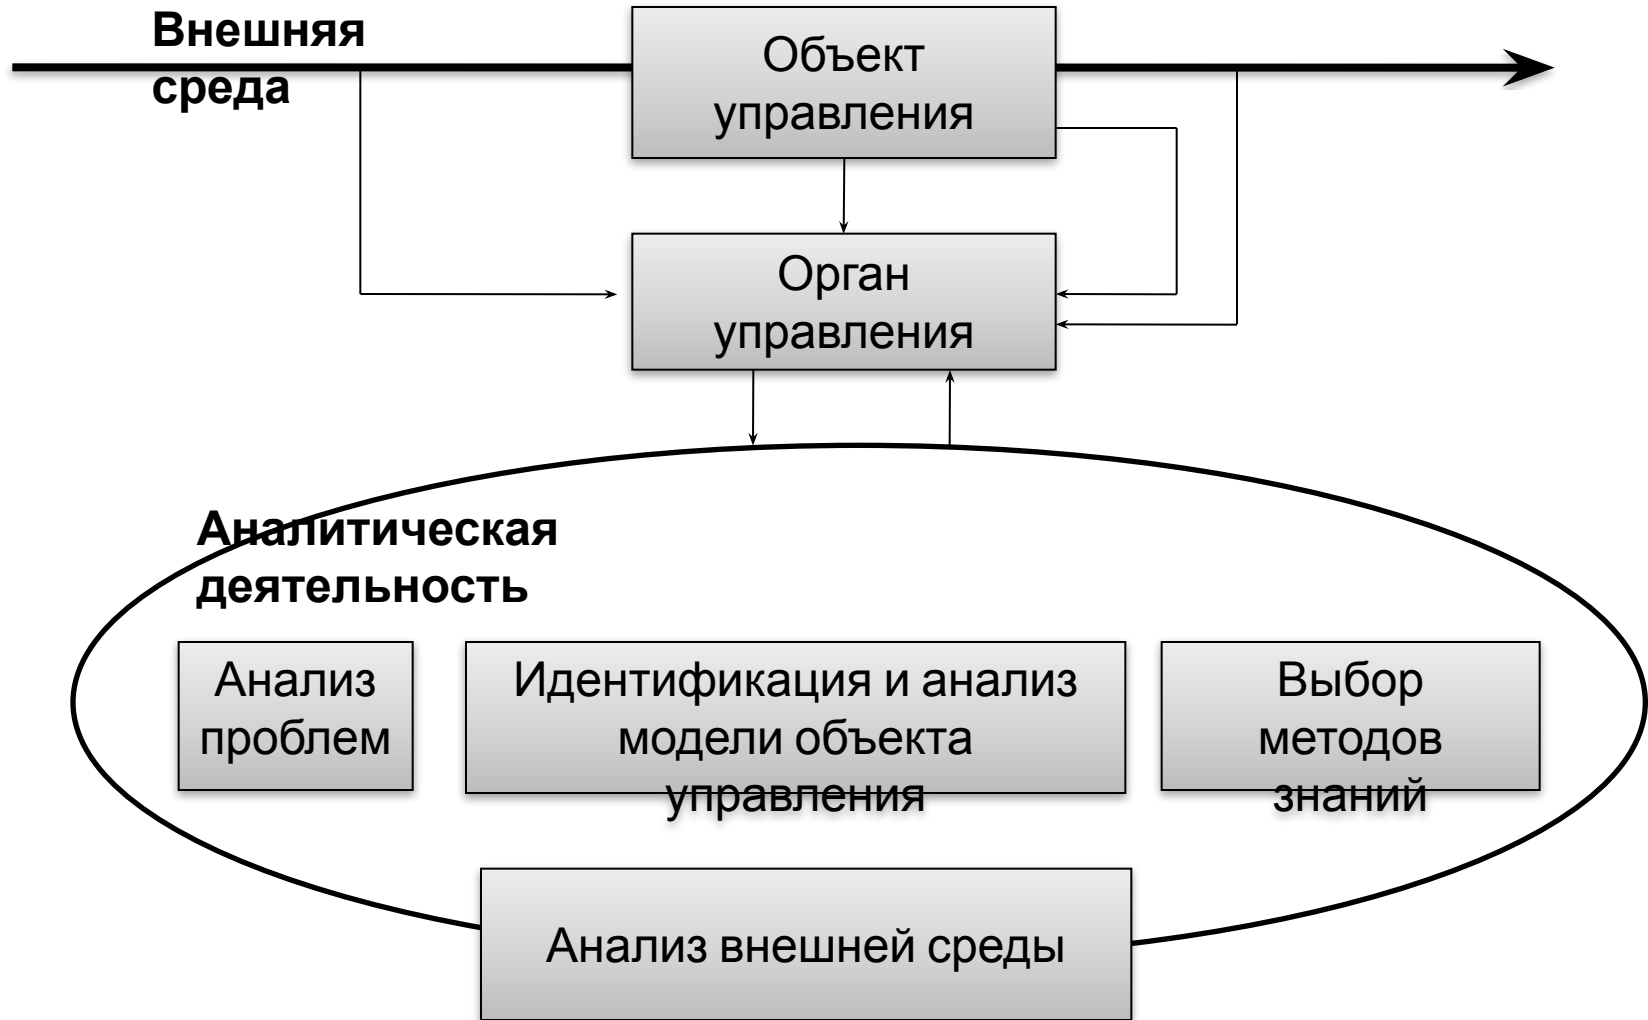 Внешняя
среда
Объект
управления
Орган
управления
Аналитическая
деятельность
Анализ
проблем
Идентификация и анализ
модели объекта
управления
Выбор
методов
знаний
Анализ внешней среды